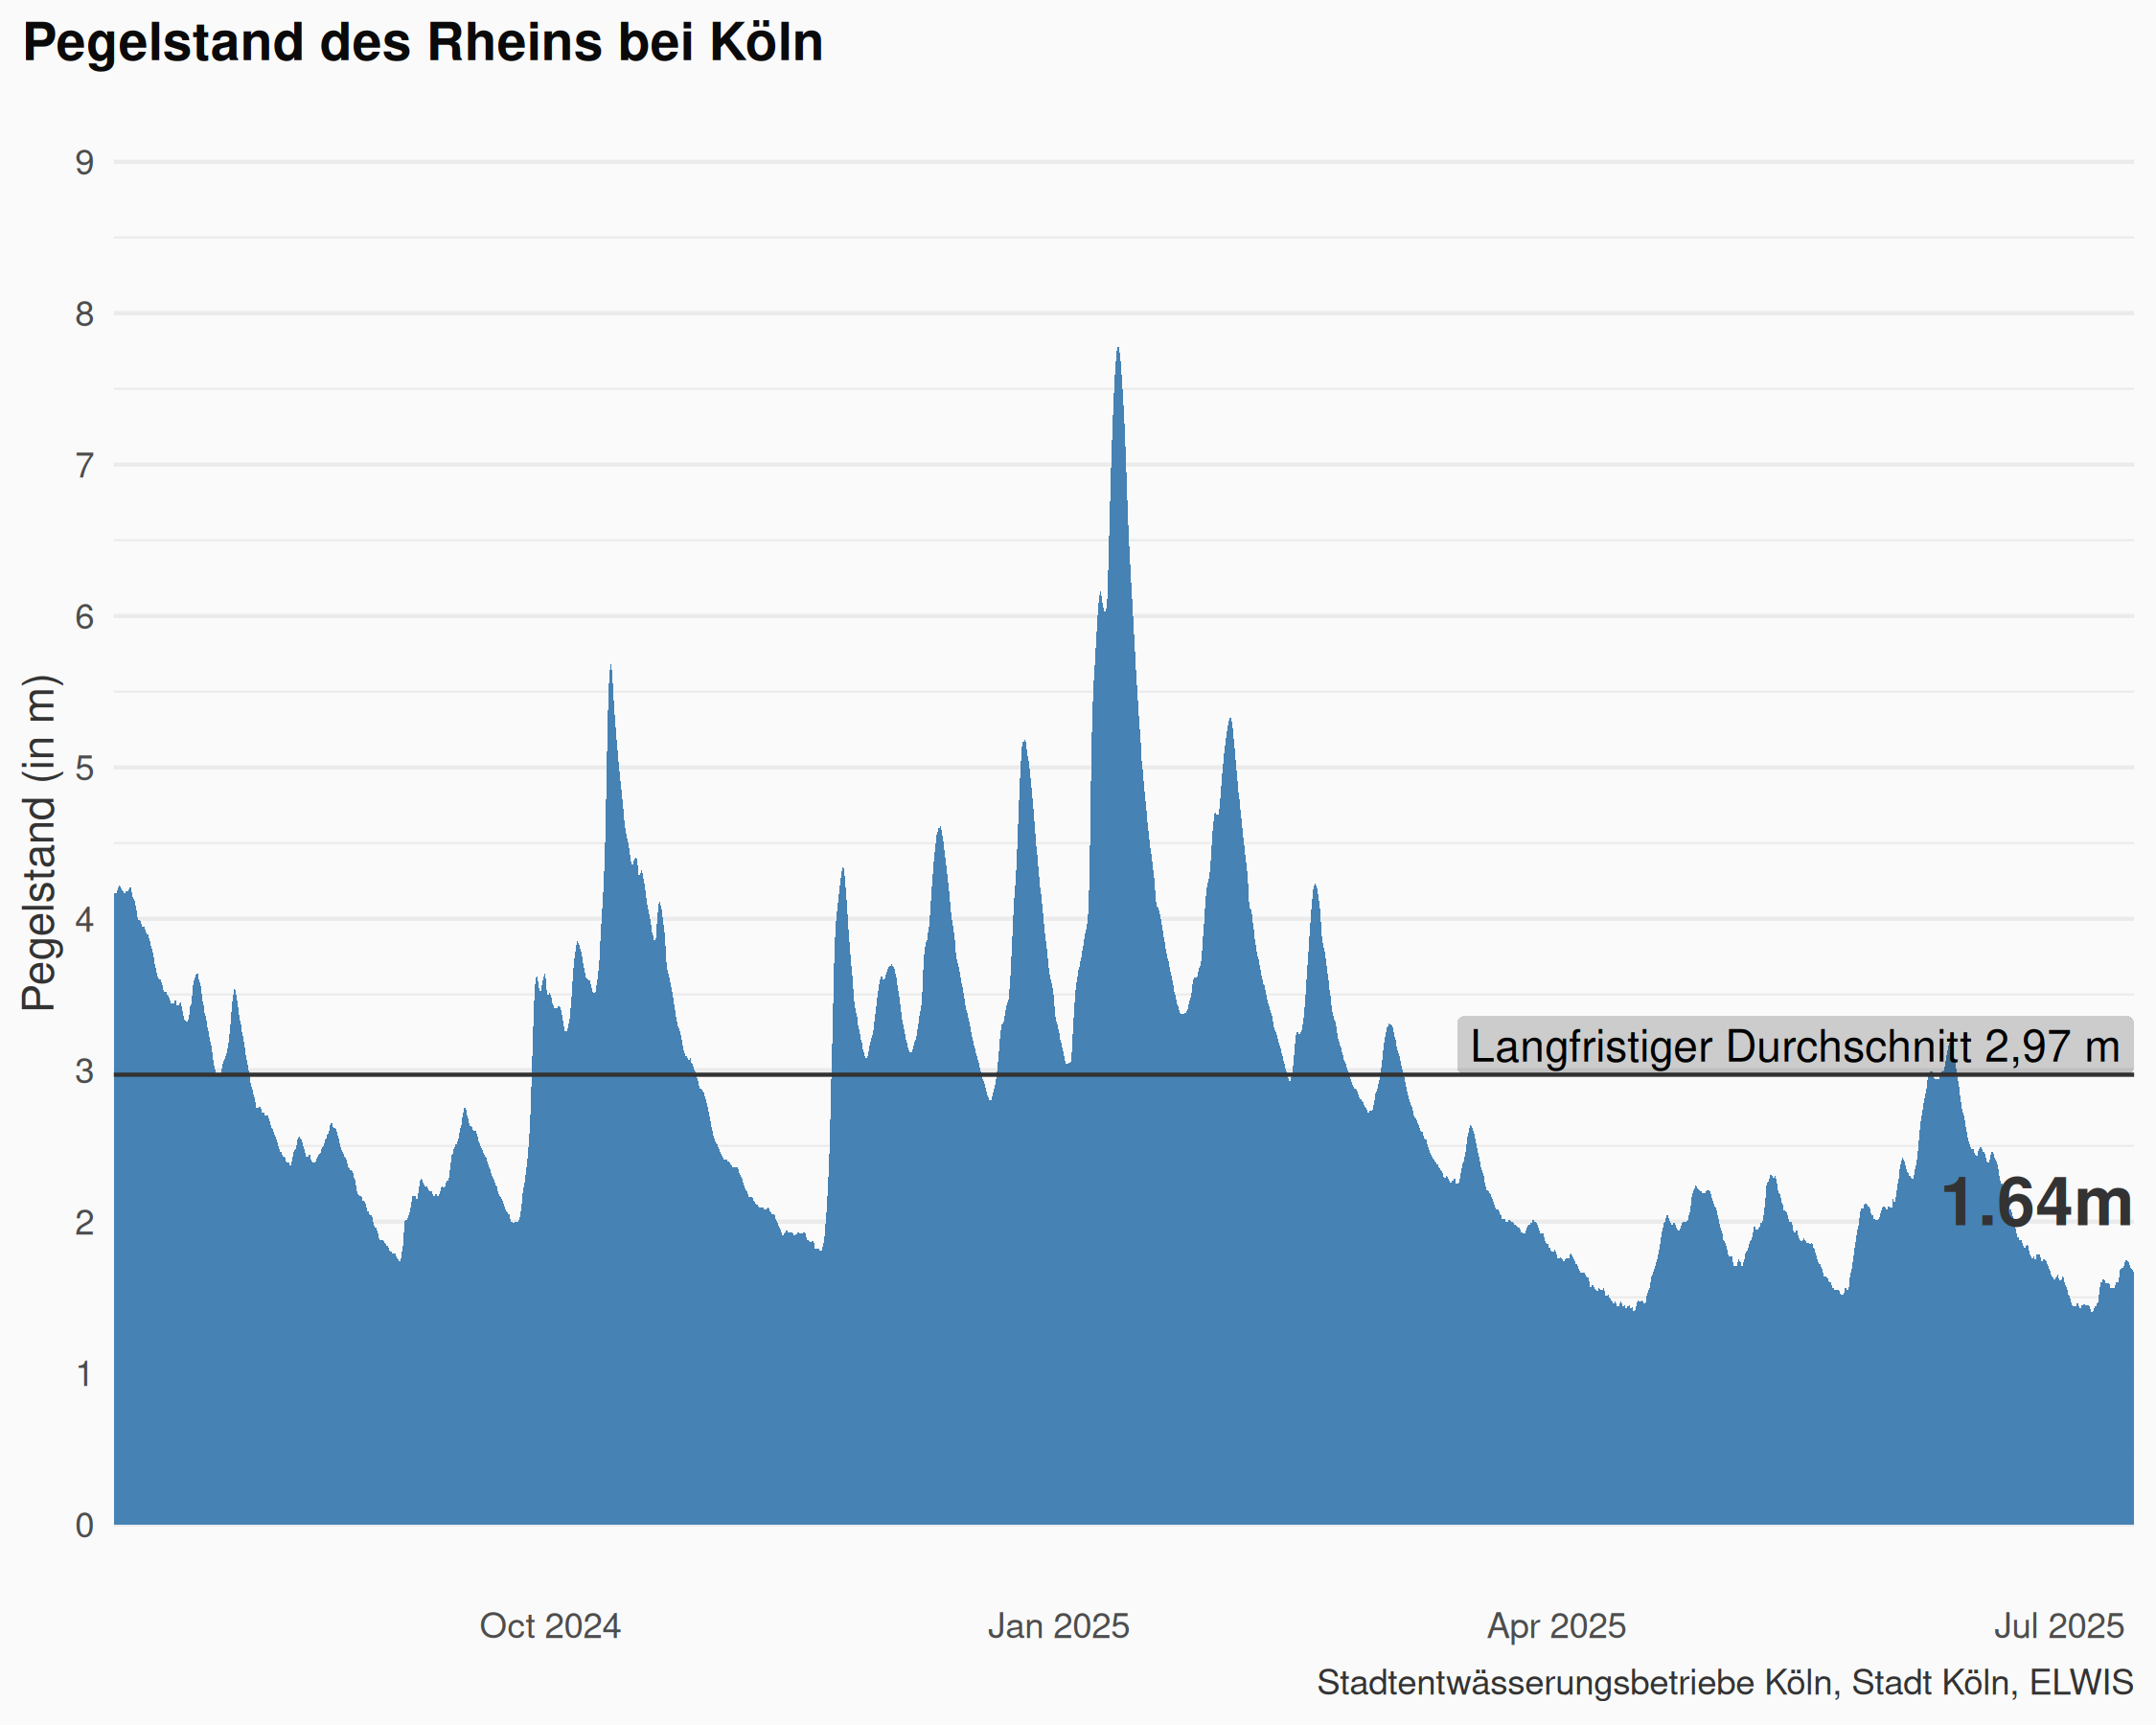 Pegelstand des Rheins bei Köln
Pegelstand (in m)
9
8
7
6
5
4
3
2
1
0
Langfristiger Durchschnitt 2,97 m
1.64m
Oct 2024
Jan 2025
Apr 2025
Jul 2025
Stadtentwässerungsbetriebe Köln, Stadt Köln, ELWIS